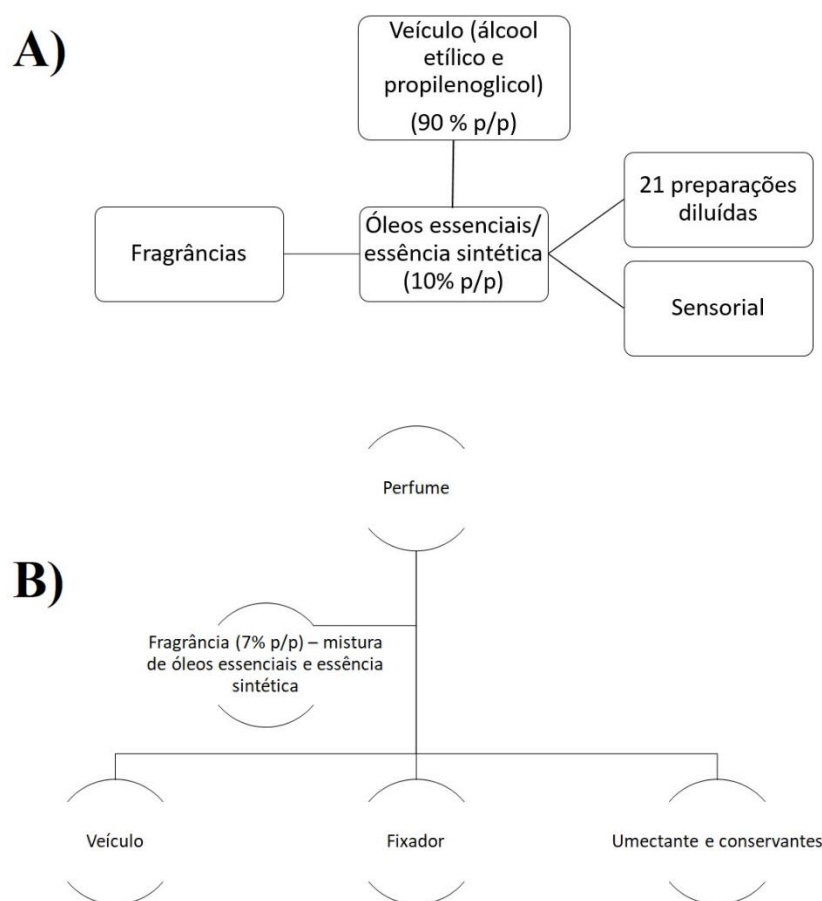 A)
Veículo (álcool
etílico e
propilenoglicol)
(90 % p/p)
Fragrâncias
Óleos essenciais/
essência sintética
(10% p/p)
21 preparações
diluídas
Sensorial
B)
Perfume
Fragrância (7% p/p) – mistura
de óleos essenciais e essência
sintética
Veículo
Fixador
Umectante e conservantes